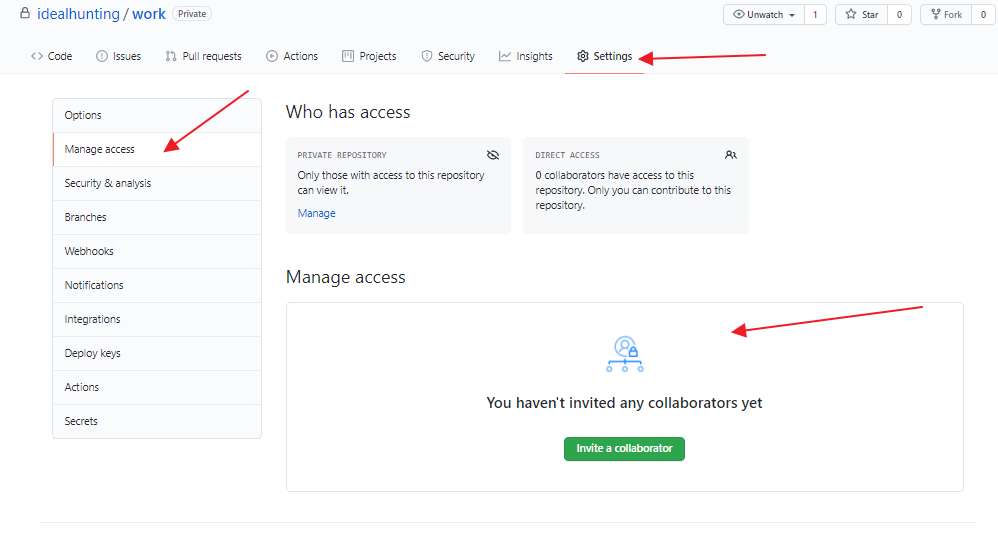 idealhunting / work Private
Unwatch 1 Star 0 Fork 0
Code Issues Pull requests Actions Projects Security Insights Settings
Options
Manage access
Security & analysis
Branches
Webhooks
Notifications
Integrations
Deploy keys
Actions
Secrets
Who has access
PRIVATE REPOSITORY
Only those with access to this repository
can view it.
Manage
DIRECT ACCESS
0 collaborators have access to this
repository. Only you can contribute to this
repository.
Manage access
You haven't invited any collaborators yet
Invite a collaborator